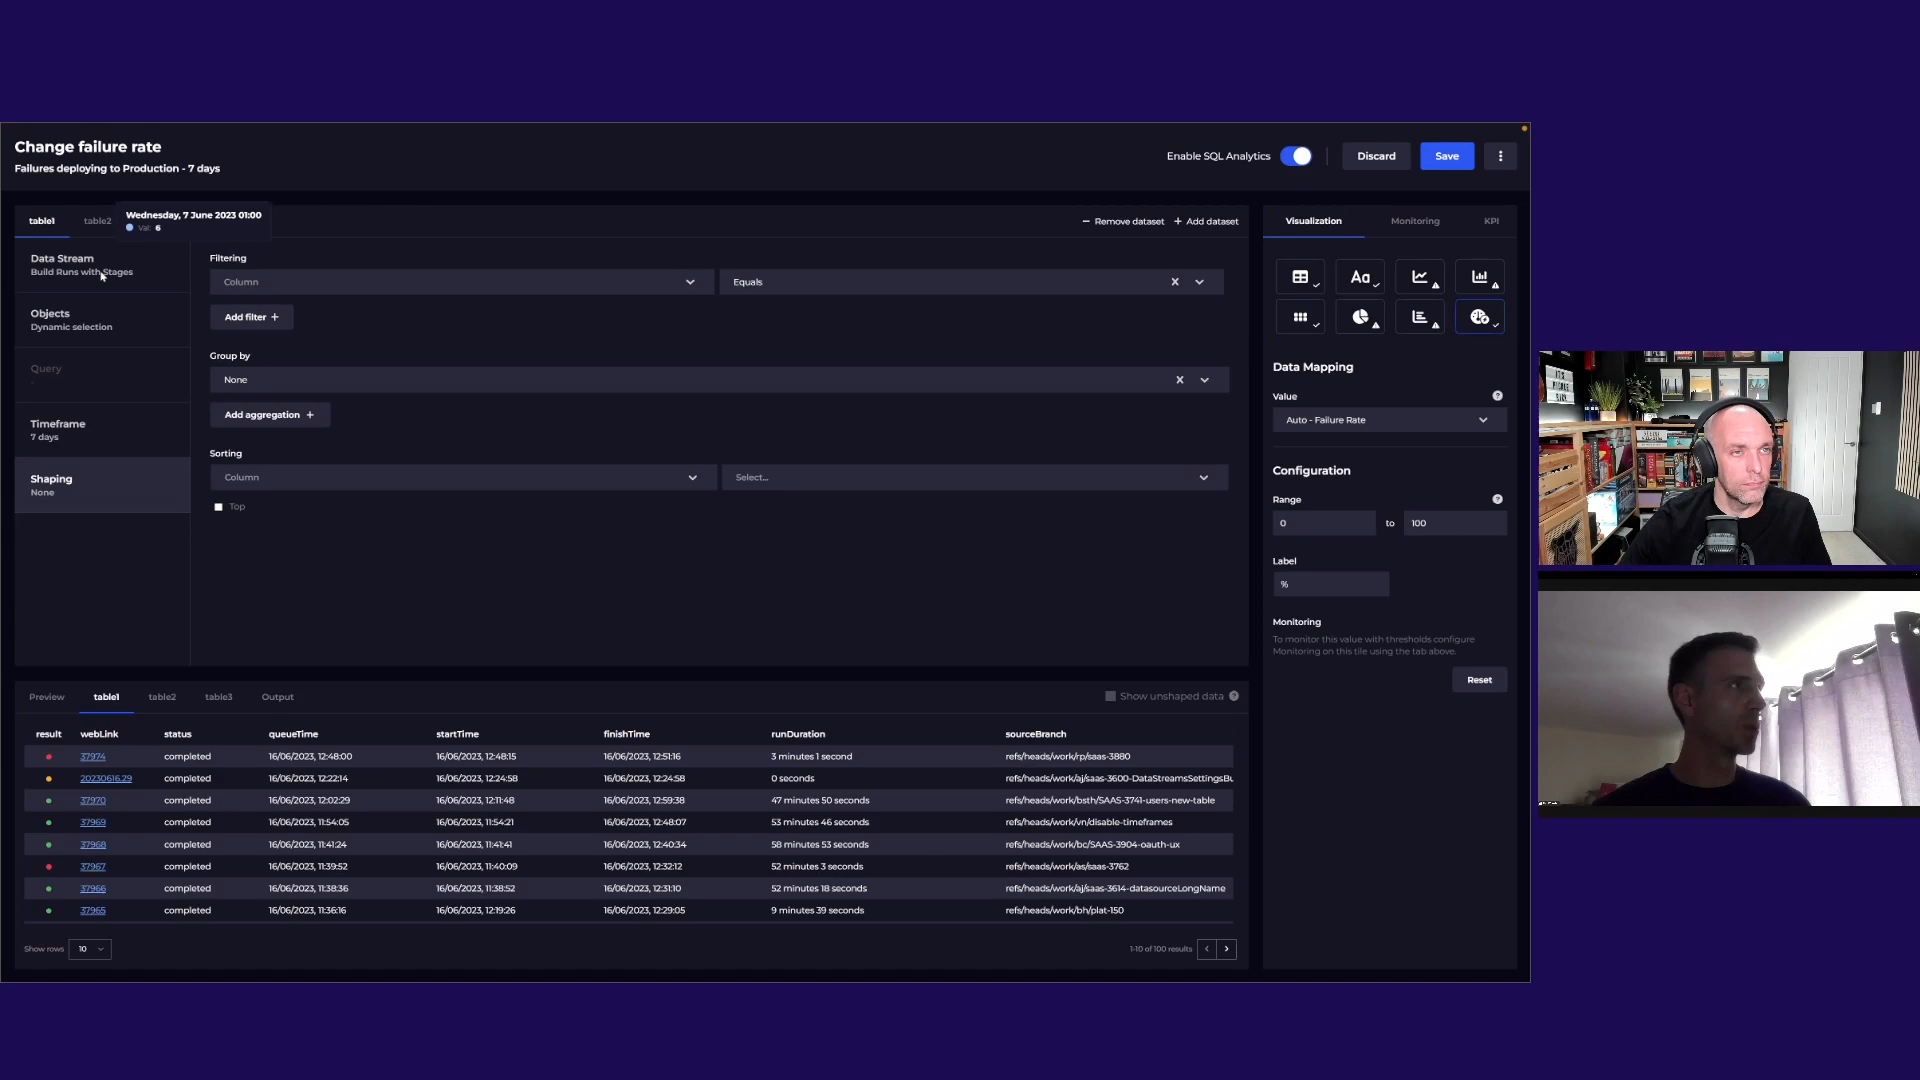 Change failure rate
Failures deploying to Production - 7 days
Enable SQL Analytics
Discard
Save
table1
table2
Wednesday, 7 June 2023 01:00
Val: 6
Remove dataset
Add dataset
Visualization
Monitoring
KPI
Data Stream
Build Runs with Stages
Objects
Dynamic selection
Query
-
Timeframe
7 days
Shaping
None
Filtering
Column
Equals
Add filter +
Group by
None
Add aggregation +
Sorting
Column
Select...
Top
Aa
Data Mapping
Value
Auto - Failure Rate
Configuration
Range
0
to
100
Label
%
Monitoring
To monitor this value with thresholds configure
Monitoring on this tile using the tab above.
Reset
Preview
table1
table2
table3
Output
Show unshaped data
result webLink status queueTime startTime finishTime runDuration sourceBranch
37974 completed 16/06/2023, 12:48:00 16/06/2023, 12:48:15 16/06/2023, 12:51:16 3 minutes 1 second refs/heads/work/rp/saas-3880
20230616.29 completed 16/06/2023, 12:22:14 16/06/2023, 12:24:58 16/06/2023, 12:24:58 0 seconds refs/heads/work/aj/saas-3600-DataStreamsSettingsBu
37970 completed 16/06/2023, 12:02:29 16/06/2023, 12:11:48 16/06/2023, 12:59:38 47 minutes 50 seconds refs/heads/work/bsth/SAAS-3741-users-new-table
37969 completed 16/06/2023, 11:54:05 16/06/2023, 11:54:21 16/06/2023, 12:48:07 53 minutes 46 seconds refs/heads/work/vn/disable-timeframes
37968 completed 16/06/2023, 11:41:24 16/06/2023, 11:41:41 16/06/2023, 12:40:34 58 minutes 53 seconds refs/heads/work/bc/SAAS-3904-oauth-ux
37967 completed 16/06/2023, 11:39:52 16/06/2023, 11:40:09 16/06/2023, 12:32:12 52 minutes 3 seconds refs/heads/work/as/saas-3762
37966 completed 16/06/2023, 11:38:36 16/06/2023, 11:38:52 16/06/2023, 12:31:10 52 minutes 18 seconds refs/heads/work/aj/saas-3614-datasourceLongName
37965 completed 16/06/2023, 11:36:16 16/06/2023, 12:19:26 16/06/2023, 12:29:05 9 minutes 39 seconds refs/heads/work/bh/plat-150
Show rows 10
1-10 of 100 results